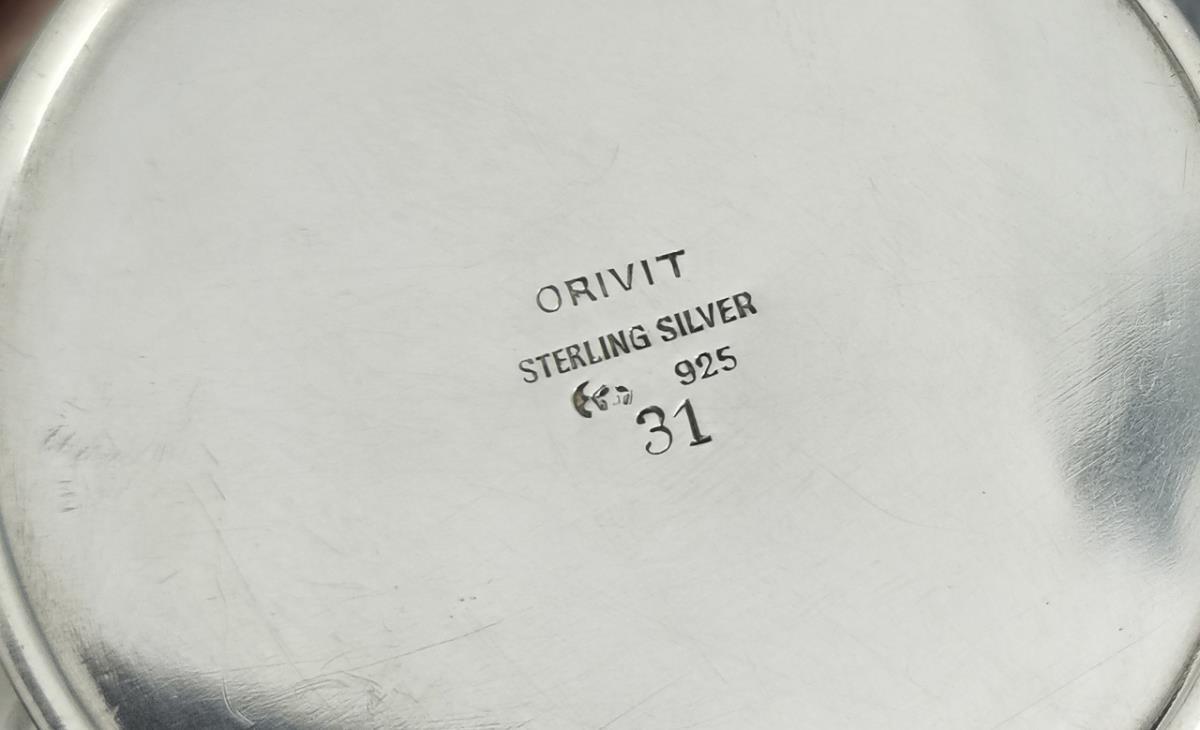 ORIVIT
STERLING SILVER
925
31